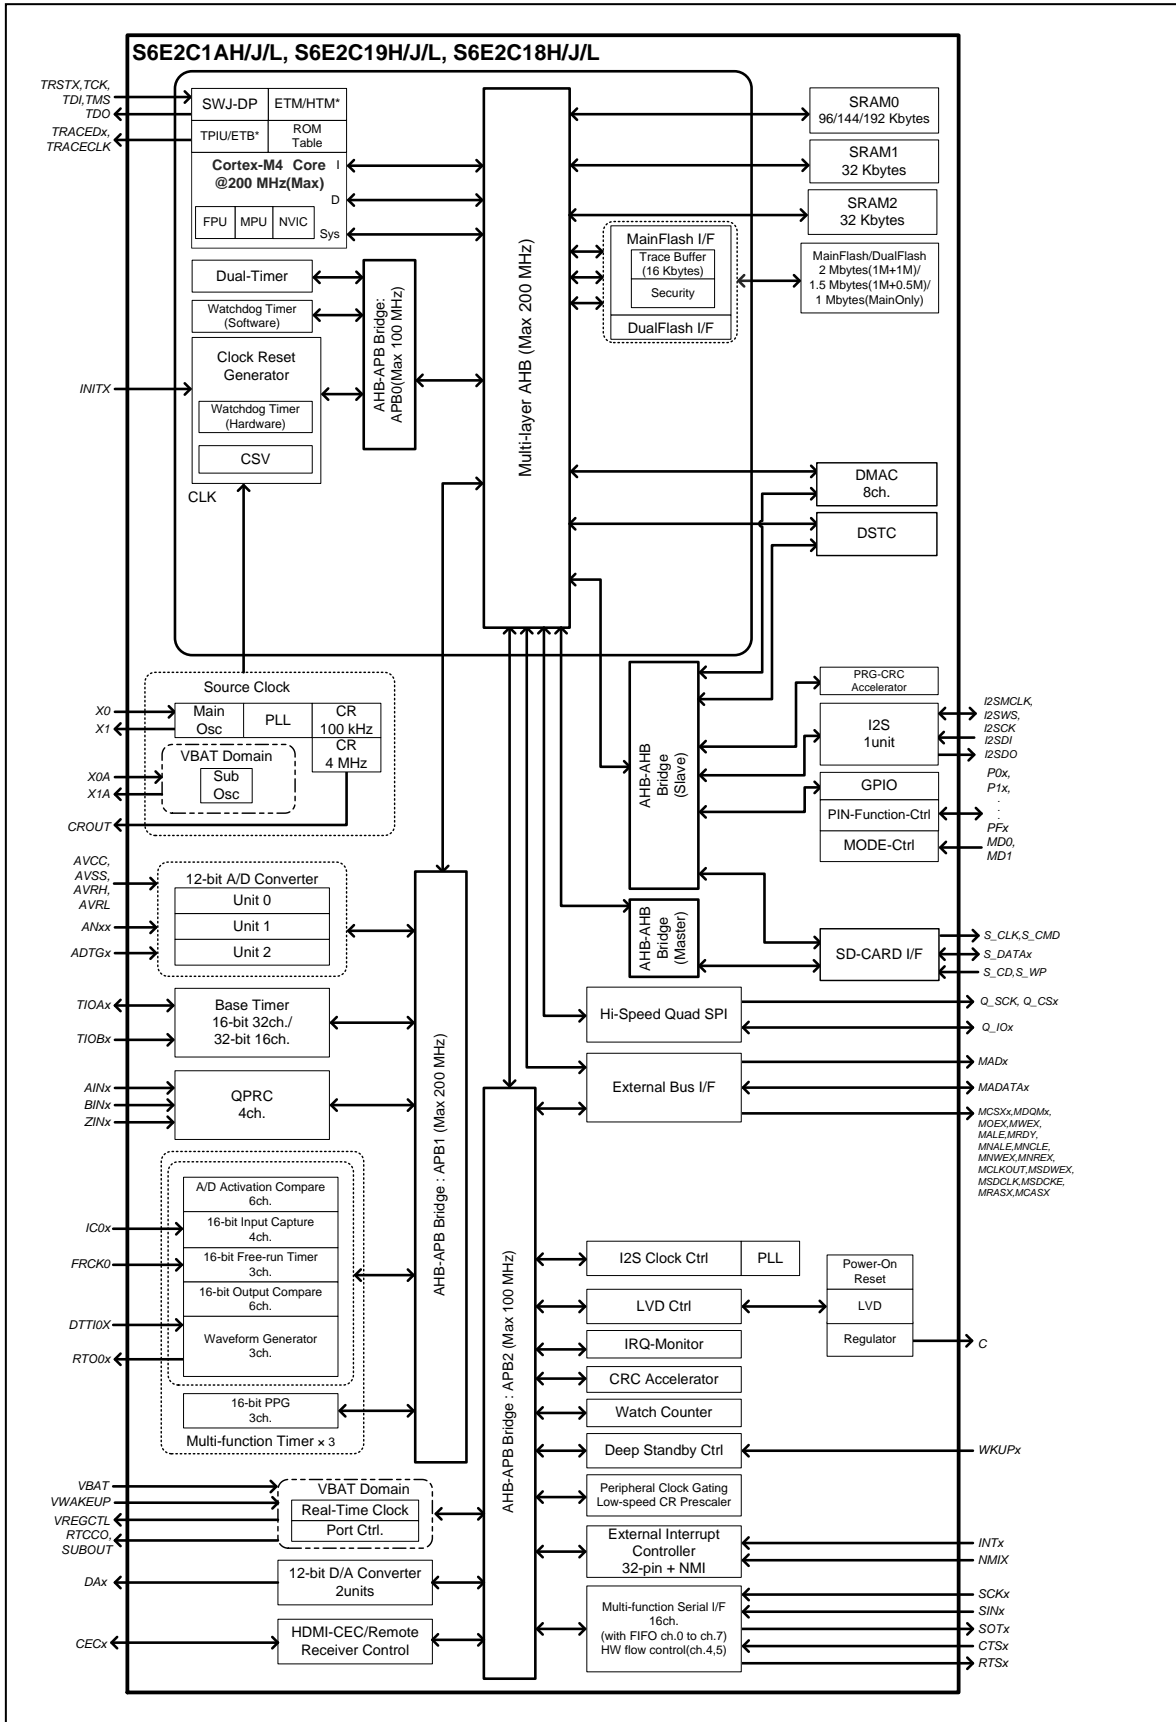 S6E2C1AH/J/L, S6E2C19H/J/L, S6E2C18H/J/L
TRSTX,TCK,
TDI,TMS
TDO
TRACEDx,
TRACECLK
SWJ-DP
ETM/HTM*
TPIU/ETB*
ROM
Table
Cortex-M4 Core
@200 MHz(Max)
I
D
Sys
FPU
MPU
NVIC
Dual-Timer
Watchdog Timer
(Software)
Clock Reset
Generator
Watchdog Timer
(Hardware)
CSV
CLK
INITX
AHB-APB Bridge:
APB0(Max 100 MHz)
Multi-layer AHB (Max 200 MHz)
SRAM0
96/144/192 Kbytes
SRAM1
32 Kbytes
SRAM2
32 Kbytes
MainFlash I/F
Trace Buffer
(16 Kbytes)
Security
DualFlash I/F
MainFlash/DualFlash
2 Mbytes(1M+1M)/
1.5 Mbytes(1M+0.5M)/
1 Mbytes(MainOnly)
DMAC
8ch.
DSTC
Source Clock
X0
X1
Main
Osc
PLL
CR
100 kHz
CR
4 MHz
VBAT Domain
Sub
Osc
X0A
X1A
CROUT
AHB-AHB
Bridge
(Slave)
PRG-CRC
Accelerator
I2S
1unit
I2SMCLK,
I2SWS,
I2SCK
I2SDI
I2SDO
GPIO
PIN-Function-Ctrl
MODE-Ctrl
P0x,
P1x,
.
.
.
PFx
MD0,
MD1
AVCC,
AVSS,
AVRH,
AVRL
ANxx
ADTGx
12-bit A/D Converter
Unit 0
Unit 1
Unit 2
AHB-AHB
Bridge
(Master)
SD-CARD I/F
S_CLK,S_CMD
S_DATAx
S_CD,S_WP
TIOAx
TIOBx
Base Timer
16-bit 32ch./
32-bit 16ch.
Hi-Speed Quad SPI
Q_SCK, Q_CSx
Q_IOx
AINx
BINx
ZINx
QPRC
4ch.
External Bus I/F
MADx
MADATAx
MCSXx,MDQMx,
MOEX,MWEX,
MALE,MRDY,
MNALE,MNCLE,
MNWEX,MNREX,
MCLKOUT,MSDWEX,
MSDCLK,MSDCKE,
MRASX,MCASX
AHB-APB Bridge : APB1 (Max 200 MHz)
AHB-APB Bridge : APB2 (Max 100 MHz)
A/D Activation Compare
6ch.
16-bit Input Capture
4ch.
16-bit Free-run Timer
3ch.
16-bit Output Compare
6ch.
Waveform Generator
3ch.
16-bit PPG
3ch.
Multi-function Timer × 3
IC0x
FRCK0
DTTI0X
RTO0x
I2S Clock Ctrl
PLL
LVD Ctrl
Power-On
Reset
LVD
Regulator
C
IRQ-Monitor
CRC Accelerator
Watch Counter
Deep Standby Ctrl
WKUPx
Peripheral Clock Gating
Low-speed CR Prescaler
VBAT
VWAKEUP
VREGCTL
RTCCO,
SUBOUT
VBAT Domain
Real-Time Clock
Port Ctrl.
External Interrupt
Controller
32-pin + NMI
INTx
NMIX
DAx
12-bit D/A Converter
2units
CECx
HDMI-CEC/Remote
Receiver Control
Multi-function Serial I/F
16ch.
(with FIFO ch.0 to ch.7)
HW flow control(ch.4,5)
SCKx
SINx
SOTx
CTSx
RTSx